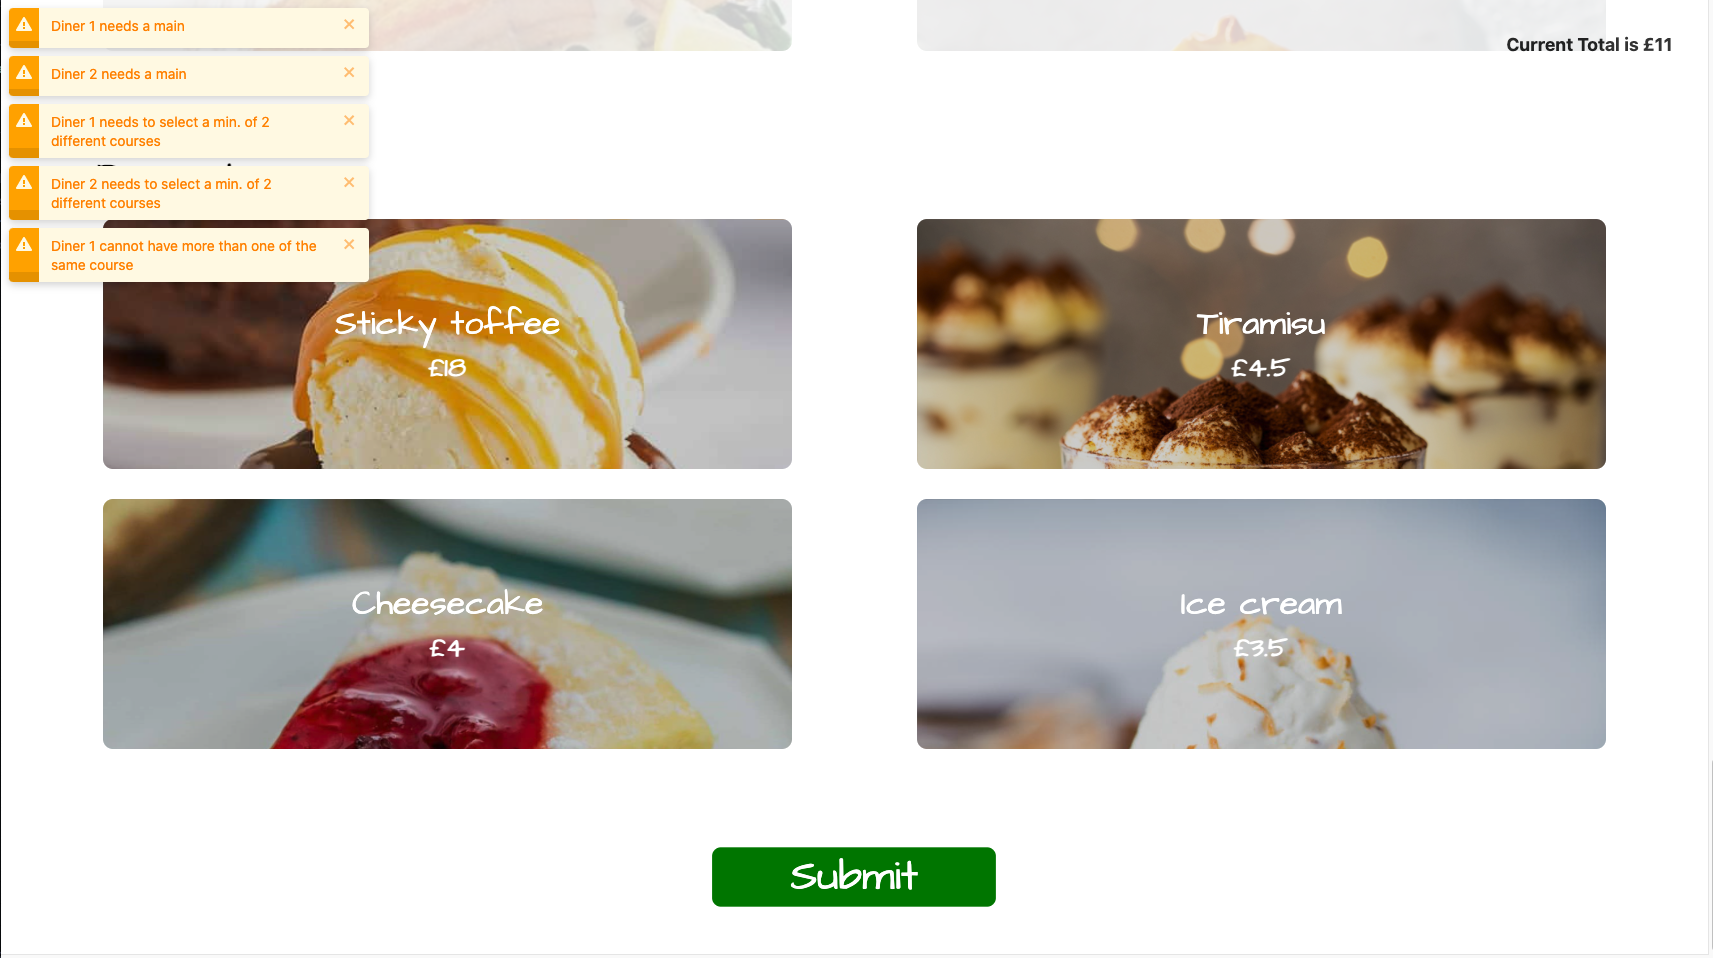 Diner 1 needs a main
Diner 2 needs a main
Diner 1 needs to select a min. of 2
different courses
Diner 2 needs to select a min. of 2
different courses
Diner 1 cannot have more than one of the
same course
Current Total is £11
Sticky toffee
£18
Tiramisu
£4.5
Cheesecake
£4
Ice cream
£3.5
Submit